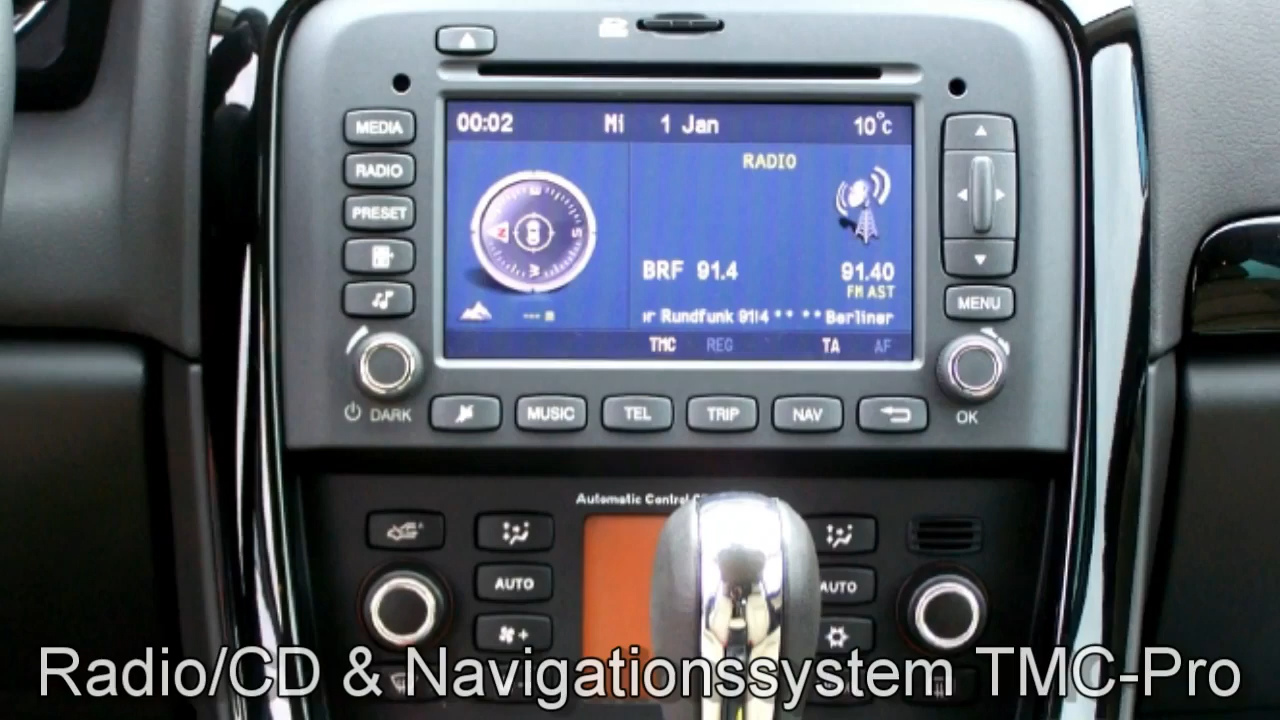 00:02 Mi 1 Jan 10°c
MEDIA
RADIO
RADIO
PRESET
BRF 91.4 91.40
FM AST
MENU
Rundfunk 91|4 ** **Berliner
TMC REG TA AF
DARK
MUSIC
TEL
TRIP
NAV
OK
Automatic Control
AUTO
AUTO
Radio/CD & Navigationssystem TMC-Pro